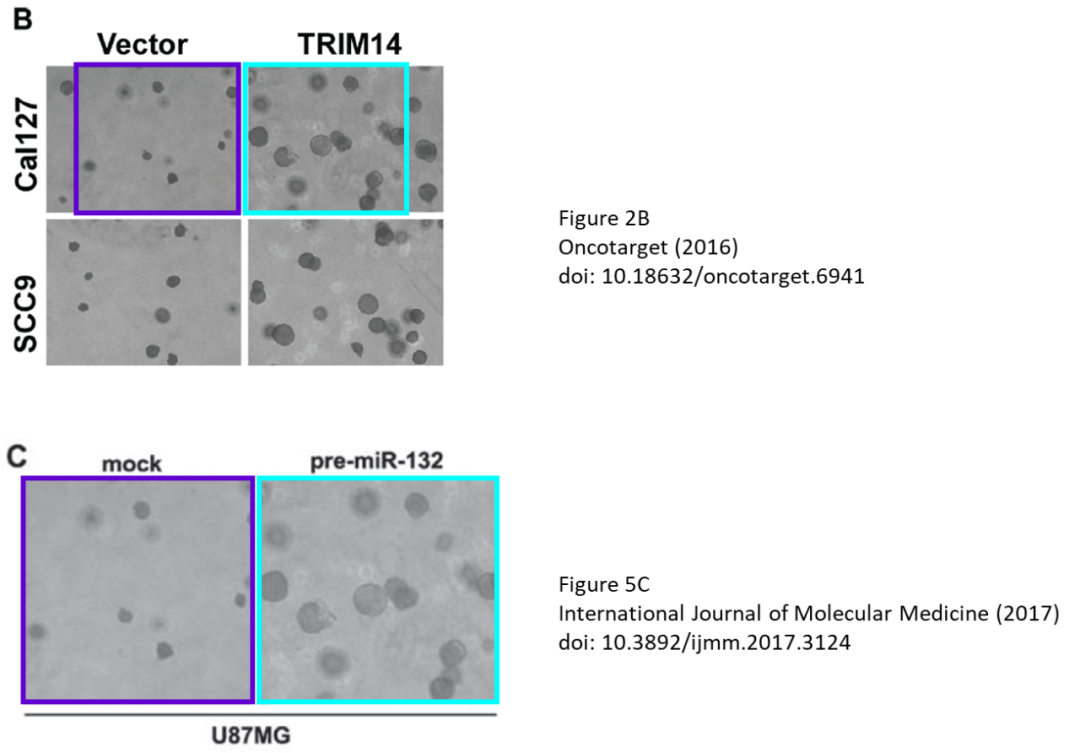 B
Vector TRIM14
Cal127
SCC9
Figure 2B
Oncotarget (2016)
doi: 10.18632/oncotarget.6941
C
mock pre-miR-132
U87MG
Figure 5C
International Journal of Molecular Medicine (2017)
doi: 10.3892/ijmm.2017.3124